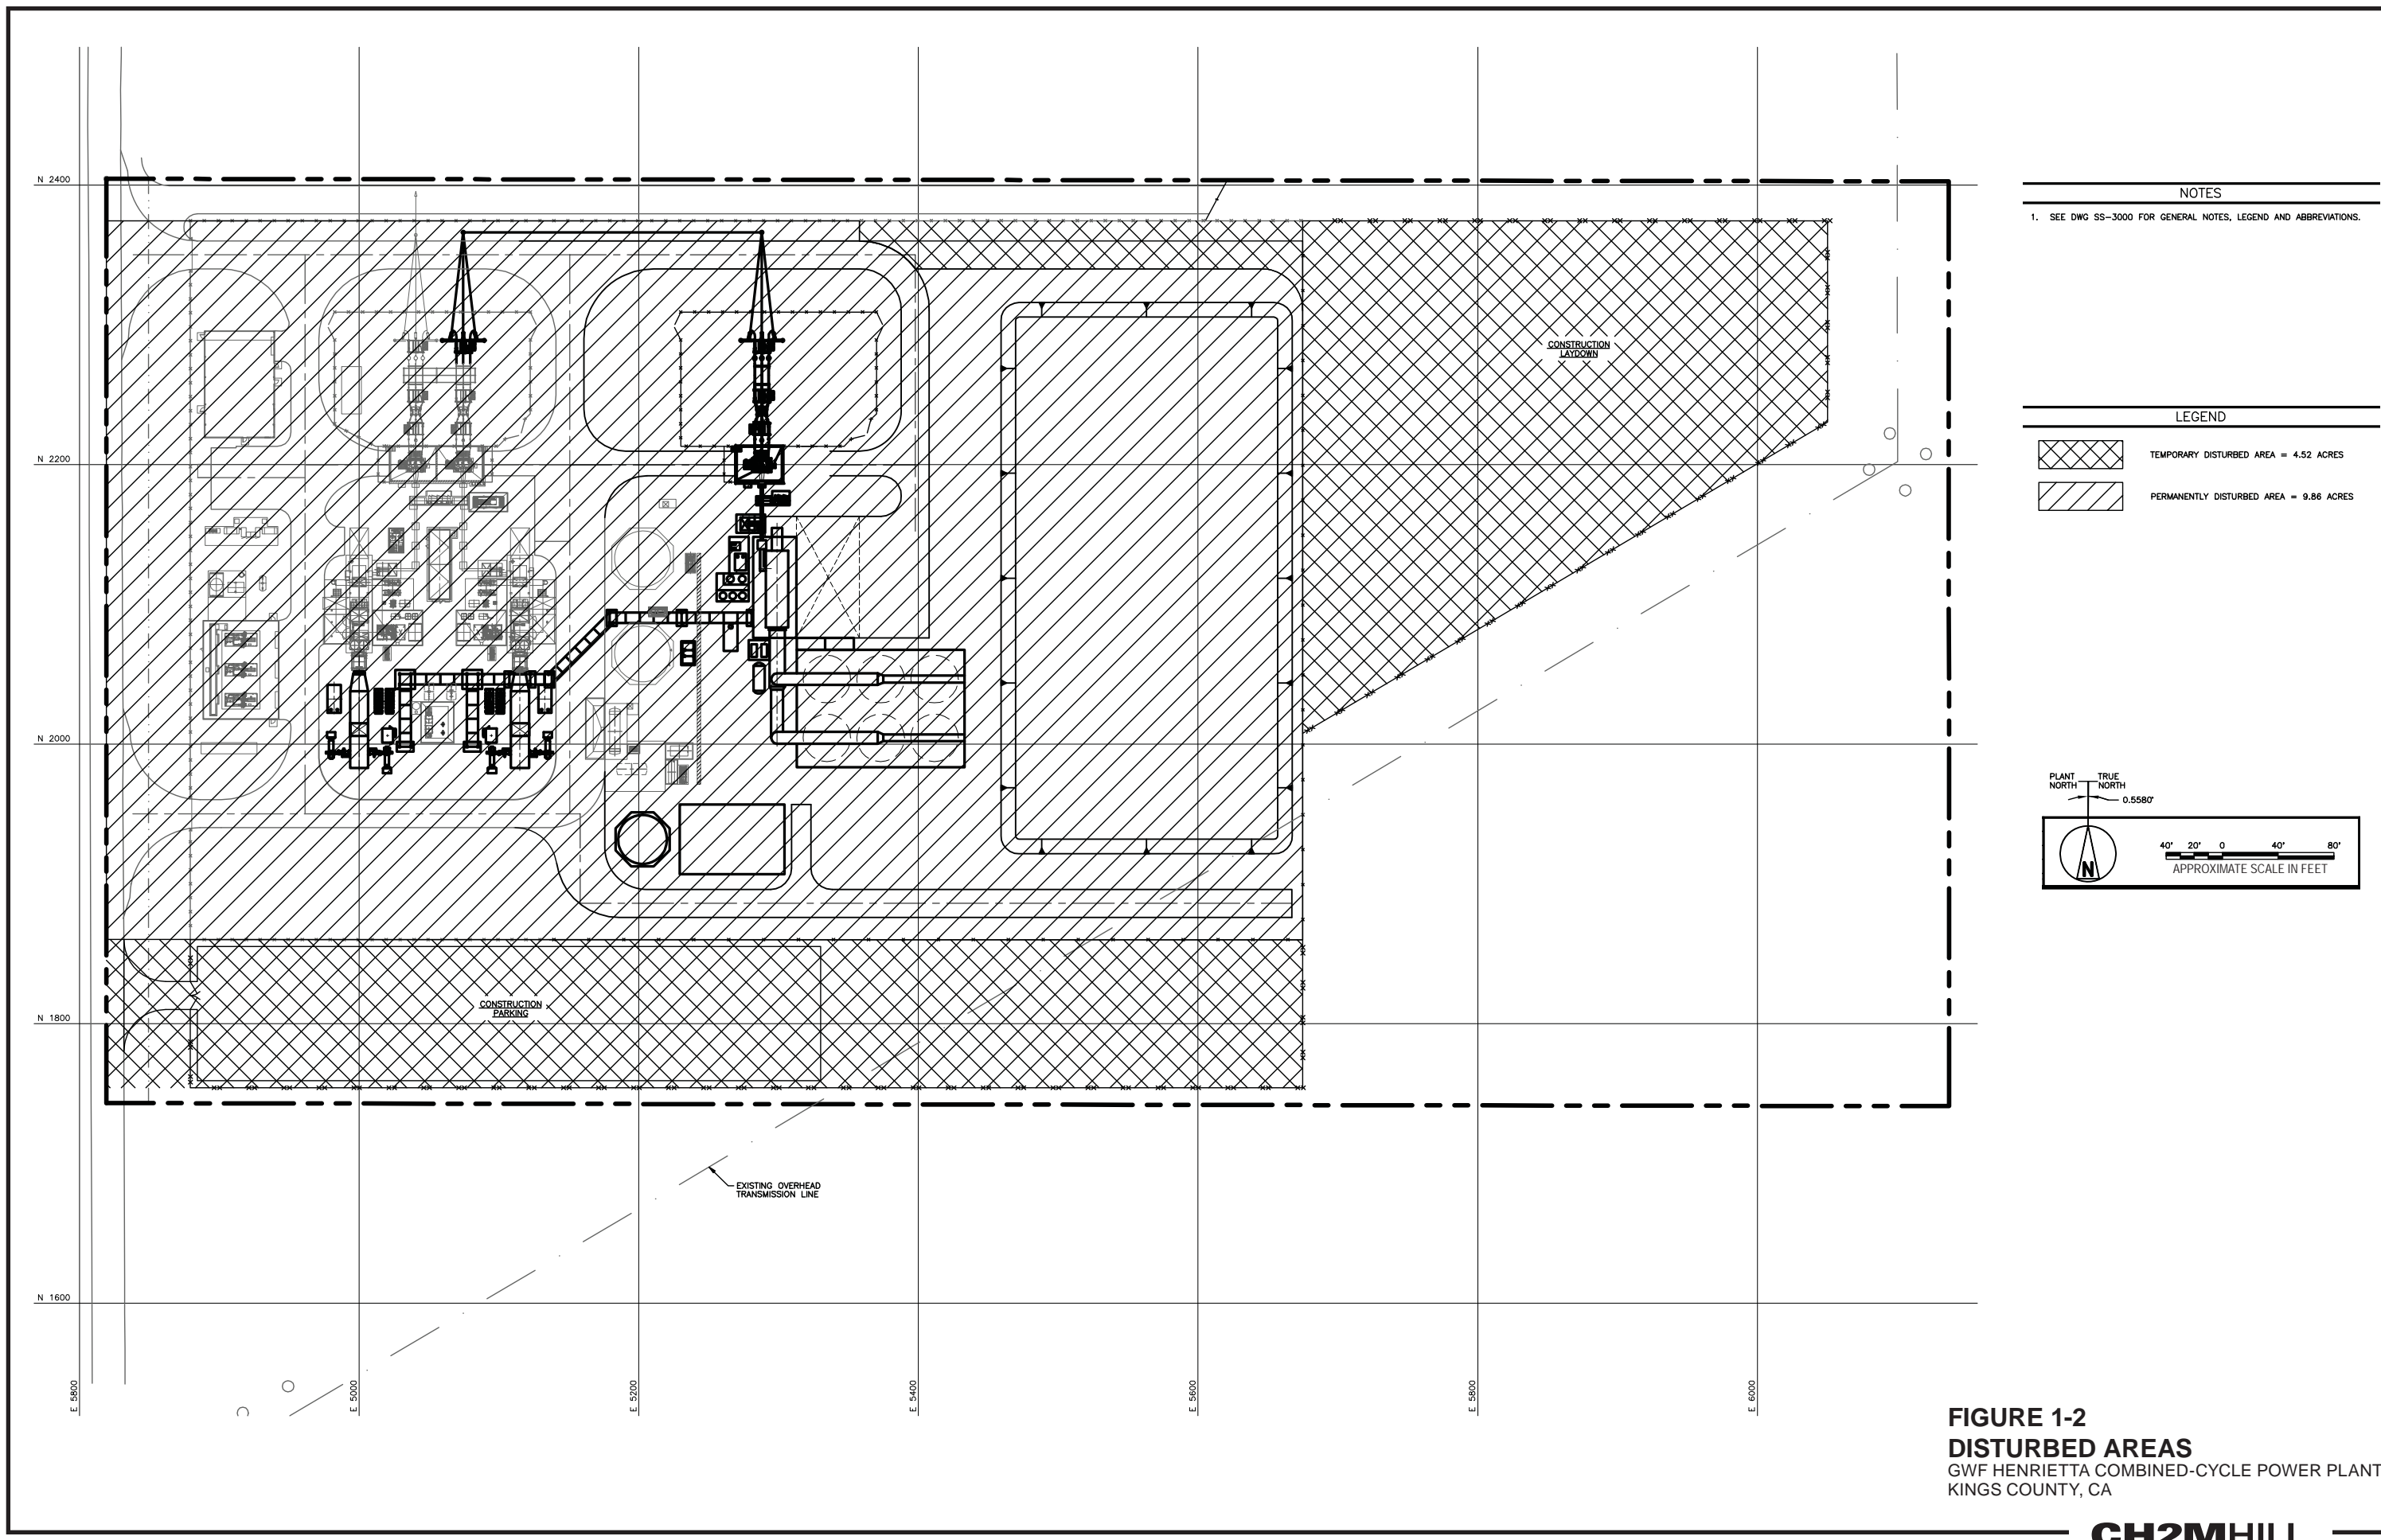 N 2400
N 2200
N 2000
N 1800
N 1600
E 5800
E 5000
E 5200
E 5400
E 5600
E 5800
E 6000
CONSTRUCTION
LAYDOWN
CONSTRUCTION
PARKING
EXISTING OVERHEAD
TRANSMISSION LINE
NOTES
1. SEE DWG SS-3000 FOR GENERAL NOTES, LEGEND AND ABBREVIATIONS.
LEGEND
TEMPORARY DISTURBED AREA = 4.52 ACRES
PERMANENTLY DISTURBED AREA = 9.86 ACRES
PLANT NORTH
TRUE NORTH
0.5580°
N
40' 20' 0 40' 80'
APPROXIMATE SCALE IN FEET
FIGURE 1-2
DISTURBED AREAS
GWF HENRIETTA COMBINED-CYCLE POWER PLANT
KINGS COUNTY, CA
CH2MHILL